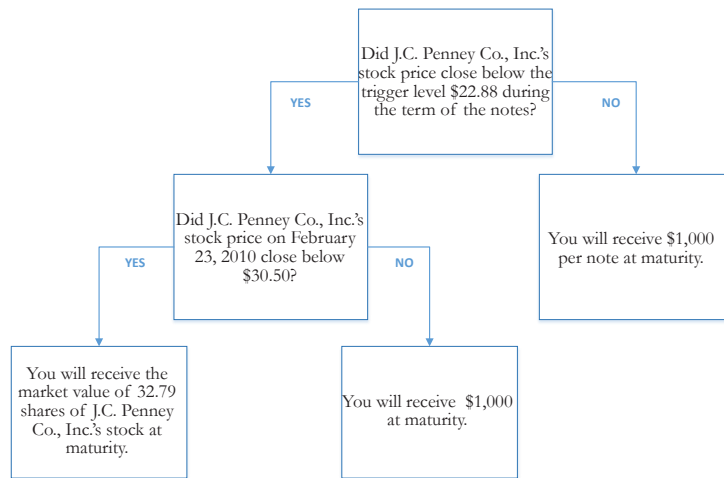 Did J.C. Penney Co., Inc.'s
stock price close below the
trigger level $22.88 during
the term of the notes?
YES
NO
Did J.C. Penney Co., Inc.'s
stock price on February
23, 2010 close below
$30.50?
You will receive $1,000
per note at maturity.
YES
NO
You will receive the
market value of 32.79
shares of J.C. Penney
Co., Inc.'s stock at
maturity.
You will receive $1,000
at maturity.